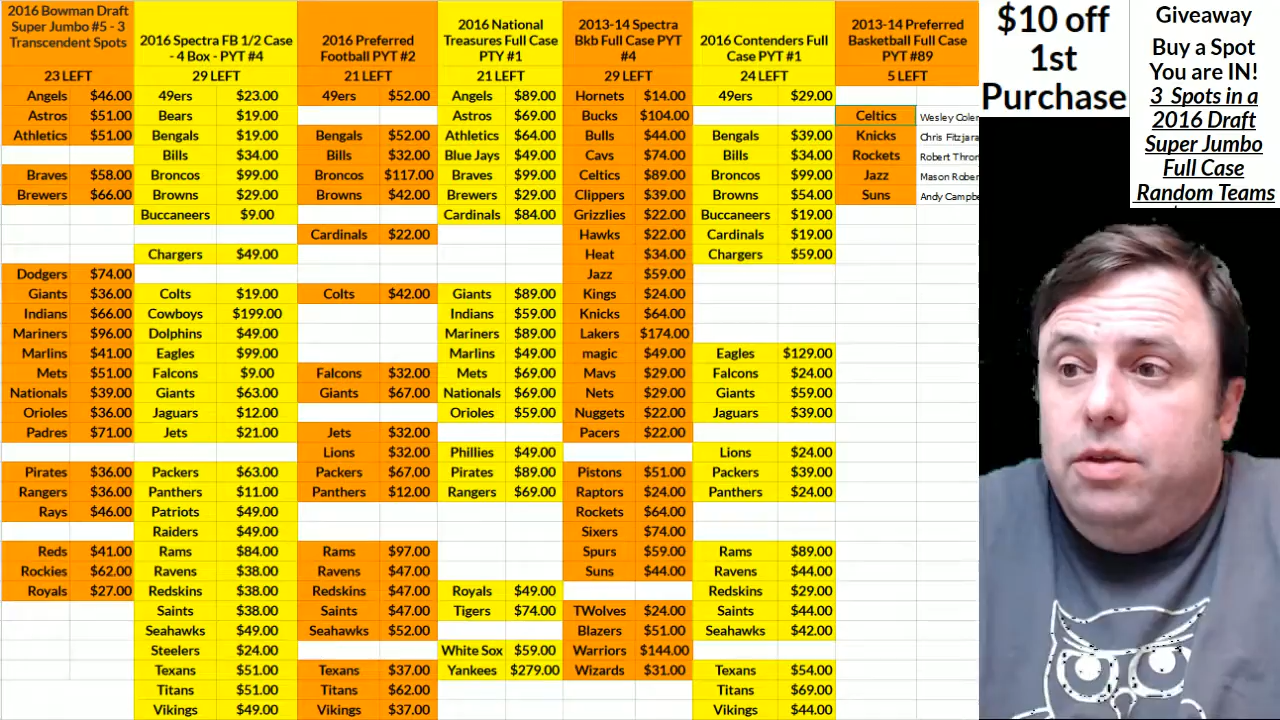 2016 Bowman Draft
Super Jumbo #5 - 3
Transcendent Spots
23 LEFT
Angels $46.00
Astros $51.00
Athletics $51.00
Braves $58.00
Brewers $66.00
Dodgers $74.00
Giants $36.00
Indians $66.00
Mariners $96.00
Marlins $41.00
Mets $51.00
Nationals $39.00
Orioles $36.00
Padres $71.00
Pirates $36.00
Rangers $36.00
Rays $46.00
Reds $41.00
Rockies $62.00
Royals $27.00
2016 Spectra FB 1/2 Case
- 4 Box - PYT #4
29 LEFT
49ers $23.00
Bears $19.00
Bengals $19.00
Bills $34.00
Broncos $99.00
Browns $29.00
Buccaneers $9.00
Chargers $49.00
Colts $19.00
Cowboys $199.00
Dolphins $49.00
Eagles $99.00
Falcons $9.00
Giants $63.00
Jaguars $12.00
Jets $21.00
Packers $63.00
Panthers $11.00
Patriots $49.00
Raiders $49.00
Rams $84.00
Ravens $38.00
Redskins $38.00
Saints $38.00
Seahawks $49.00
Steelers $24.00
Texans $51.00
Titans $51.00
Vikings $49.00
2016 Preferred
Football PYT #2
21 LEFT
49ers $52.00
Bengals $52.00
Bills $32.00
Broncos $117.00
Browns $42.00
Cardinals $22.00
Colts $42.00
Falcons $32.00
Giants $67.00
Jets $32.00
Lions $32.00
Packers $67.00
Panthers $12.00
Rams $97.00
Ravens $47.00
Redskins $47.00
Saints $47.00
Seahawks $52.00
Texans $37.00
Titans $62.00
Vikings $37.00
2016 National
Treasures Full Case
PTY #1
21 LEFT
Angels $89.00
Astros $69.00
Athletics $64.00
Blue Jays $49.00
Braves $99.00
Brewers $29.00
Cardinals $84.00
Giants $89.00
Indians $59.00
Mariners $89.00
Marlins $49.00
Mets $69.00
Nationals $69.00
Orioles $59.00
Phillies $49.00
Pirates $89.00
Rangers $69.00
Royals $49.00
Tigers $74.00
White Sox $59.00
Yankees $279.00
2013-14 Spectra
Bkb Full Case PYT
#4
29 LEFT
Hornets $14.00
Bucks $104.00
Bulls $44.00
Cavs $74.00
Celtics $89.00
Clippers $39.00
Grizzlies $22.00
Hawks $22.00
Heat $34.00
Jazz $59.00
Kings $24.00
Knicks $64.00
Lakers $174.00
magic $49.00
Mavs $29.00
Nets $29.00
Nuggets $22.00
Pacers $22.00
Pistons $51.00
Raptors $24.00
Rockets $64.00
Sixers $74.00
Spurs $59.00
Suns $44.00
TWolves $24.00
Blazers $51.00
Warriors $144.00
Wizards $31.00
2016 Contenders Full
Case PYT #1
24 LEFT
49ers $29.00
Bengals $39.00
Bills $34.00
Broncos $99.00
Browns $54.00
Buccaneers $19.00
Cardinals $19.00
Chargers $59.00
Eagles $129.00
Falcons $24.00
Giants $59.00
Jaguars $39.00
Lions $24.00
Packers $39.00
Panthers $24.00
Rams $89.00
Ravens $44.00
Redskins $29.00
Saints $44.00
Seahawks $42.00
Texans $54.00
Titans $69.00
Vikings $44.00
2013-14 Preferred
Basketball Full Case
PYT #89
5 LEFT
Celtics Wesley Coler
Knicks Chris Fitzjara
Rockets Robert Thron
Jazz Mason Rober
Suns Andy Campbe
$10 off
1st
Purchase
Giveaway
Buy a Spot
You are IN!
3 Spots in a
2016 Draft
Super Jumbo
Full Case
Random Teams